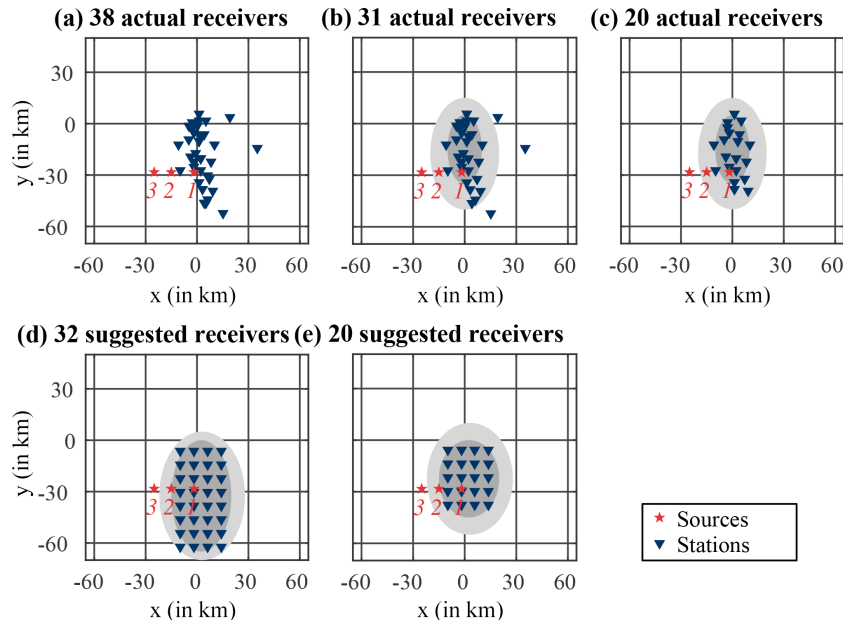 (a) 38 actual receivers
(b) 31 actual receivers
(c) 20 actual receivers
30
0
-30
-60
y (in km)
3 2 1
3 2 1
3 2 1
-60 -30 0 30 60
-60 -30 0 30 60
-60 -30 0 30 60
x (in km)
x (in km)
x (in km)
(d) 32 suggested receivers
(e) 20 suggested receivers
30
0
-30
-60
y (in km)
3 2 1
3 2 1
-60 -30 0 30 60
-60 -30 0 30 60
x (in km)
x (in km)
Sources
Stations